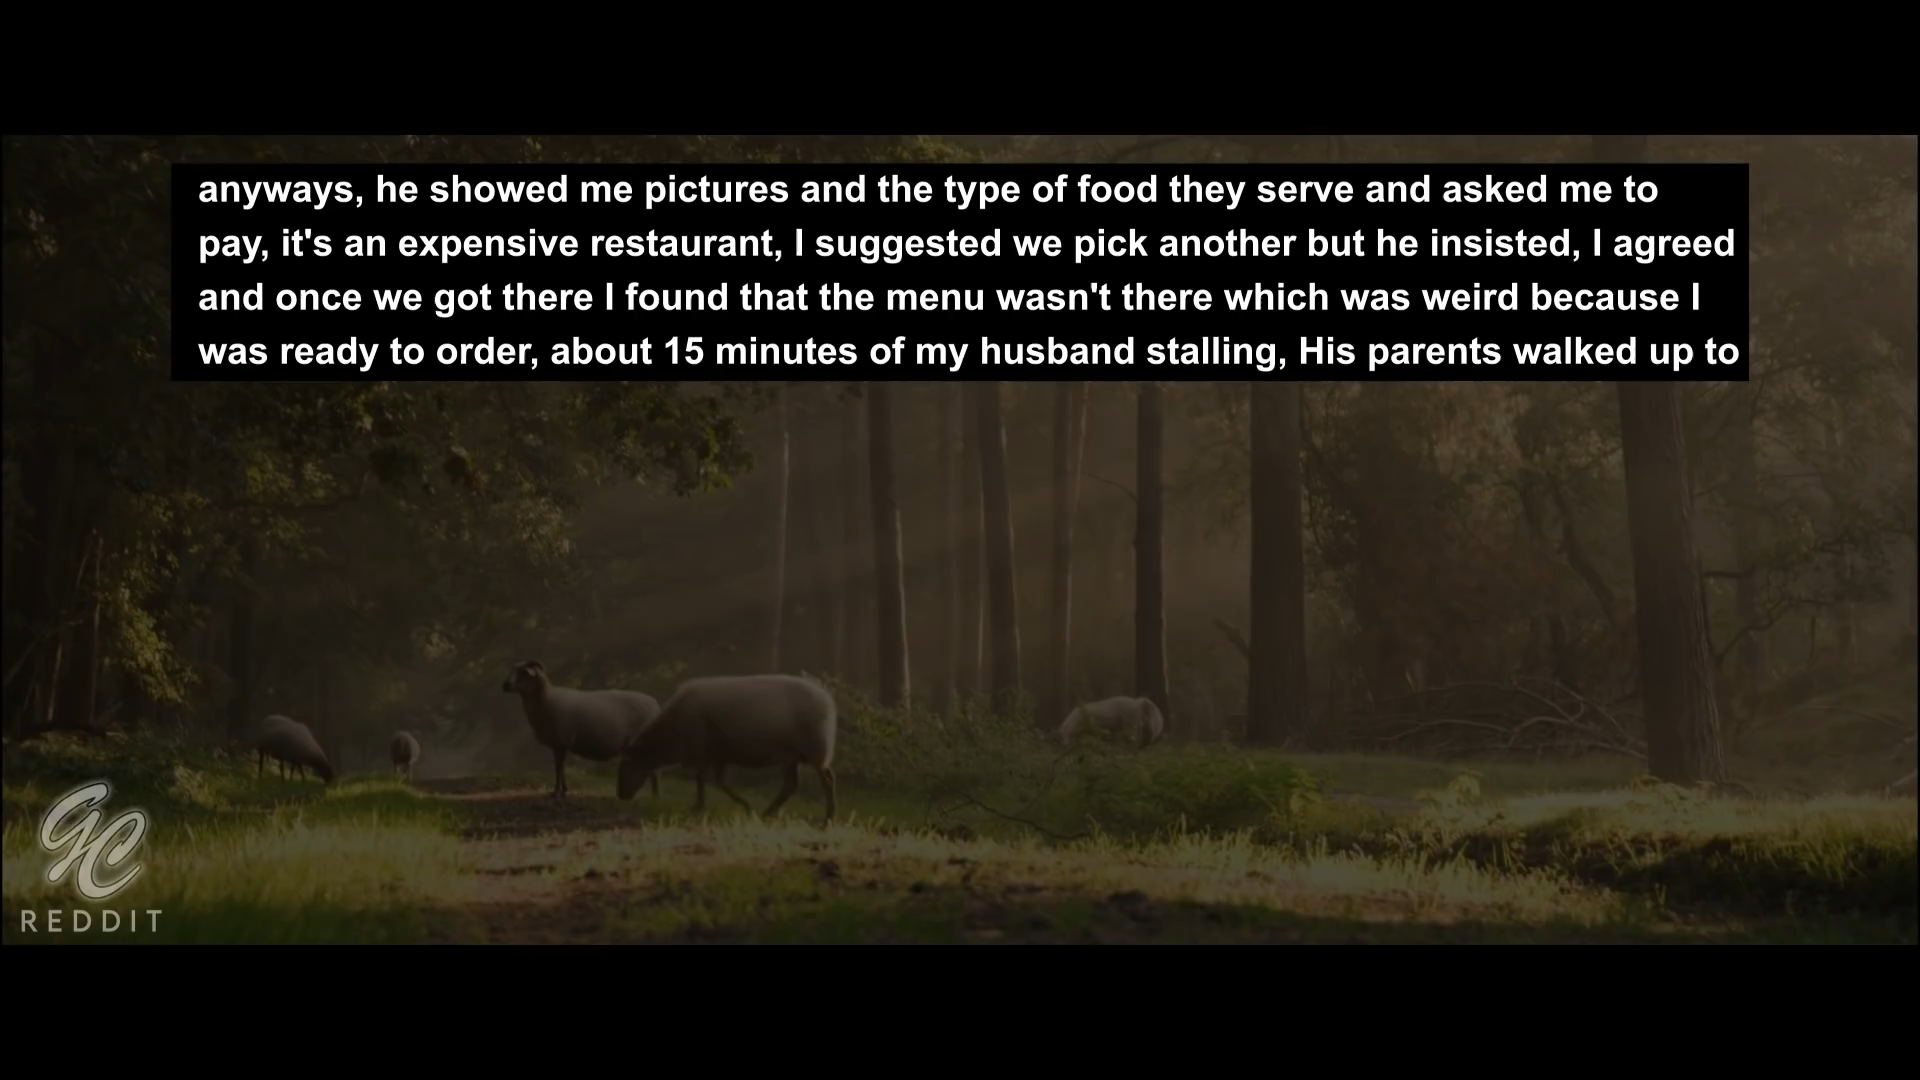 anyways, he showed me pictures and the type of food they serve and asked me to
pay, it's an expensive restaurant, I suggested we pick another but he insisted, I agreed
and once we got there I found that the menu wasn't there which was weird because I
was ready to order, about 15 minutes of my husband stalling, His parents walked up to
GC
REDDIT